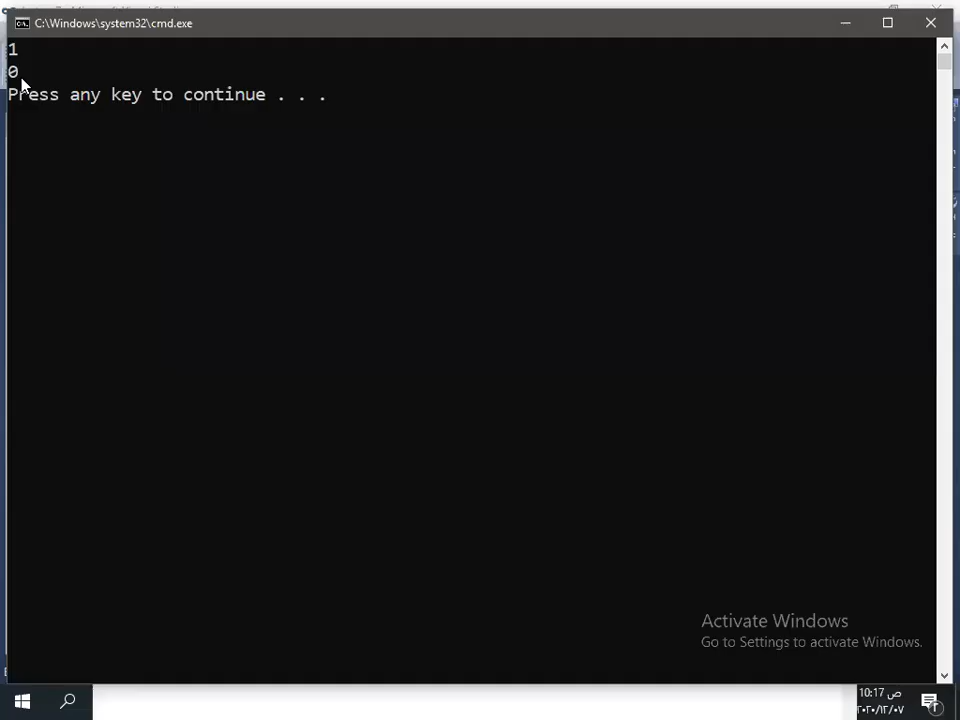 C:\Windows\system32\cmd.exe
1
0
Press any key to continue . . .
Activate Windows
Go to Settings to activate Windows.
10:17 ص
٢٠٢٠/١٢/٠٧